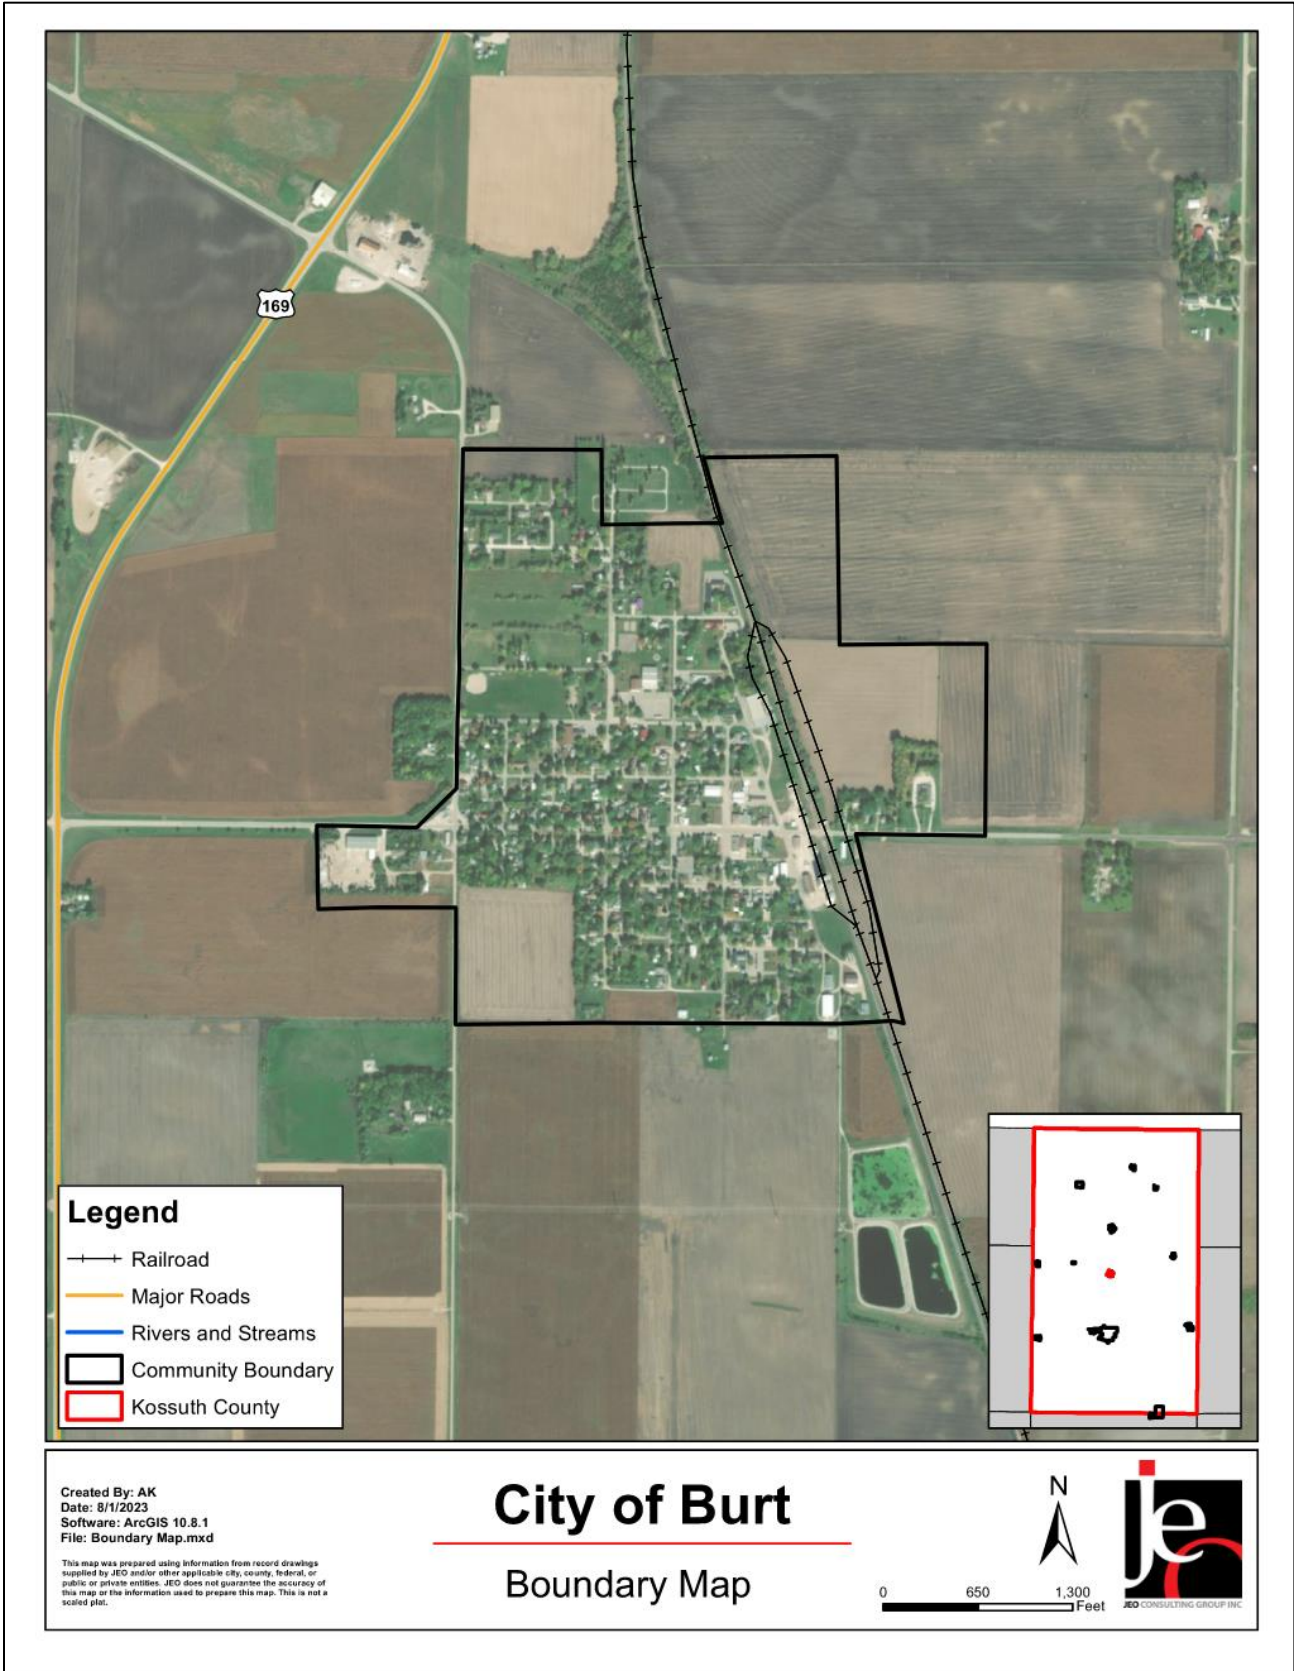 169
Legend
Railroad
Major Roads
Rivers and Streams
Community Boundary
Kossuth County
Created By: AK
Date: 8/1/2023
Software: ArcGIS 10.8.1
File: Boundary Map.mxd
This map was prepared using information from record drawings
supplied by JEO and/or other applicable city, county, federal, or
public or private entities. JEO does not guarantee the accuracy of
this map or the information used to prepare this map. This is not a
scaled plat.
City of Burt
Boundary Map
N
0 650 1,300
Feet
jeo
JEO CONSULTING GROUP INC